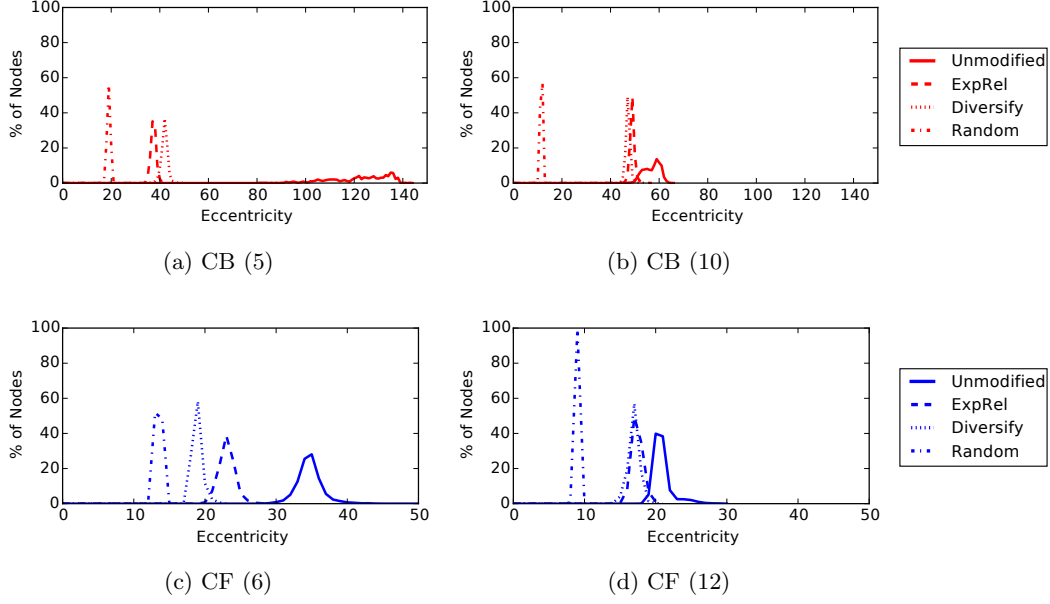 100
80
60
40
20
0
% of Nodes
0 20 40 60 80 100 120 140
Eccentricity
(a) CB (5)
100
80
60
40
20
0
% of Nodes
0 20 40 60 80 100 120 140
Eccentricity
(b) CB (10)
Unmodified
ExpRel
Diversify
Random
100
80
60
40
20
0
% of Nodes
0 10 20 30 40 50
Eccentricity
(c) CF (6)
100
80
60
40
20
0
% of Nodes
0 10 20 30 40 50
Eccentricity
(d) CF (12)
Unmodified
ExpRel
Diversify
Random